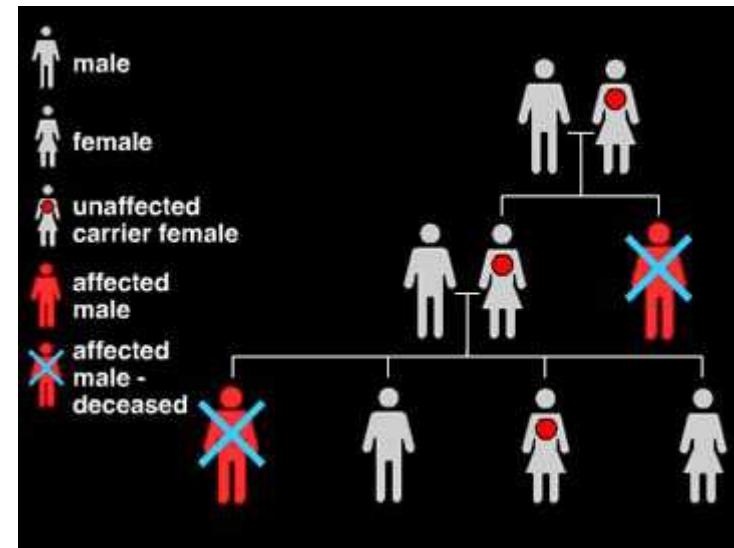 male
female
unaffected
carrier female
affected
male
affected
male -
deceased